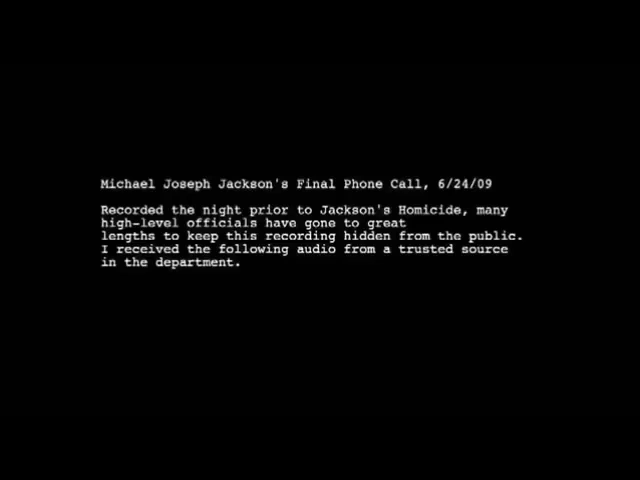 Michael Joseph Jackson's Final Phone Call, 6/24/09
Recorded the night prior to Jackson's Homicide, many
high-level officials have gone to great
lengths to keep this recording hidden from the public.
I received the following audio from a trusted source
in the department.